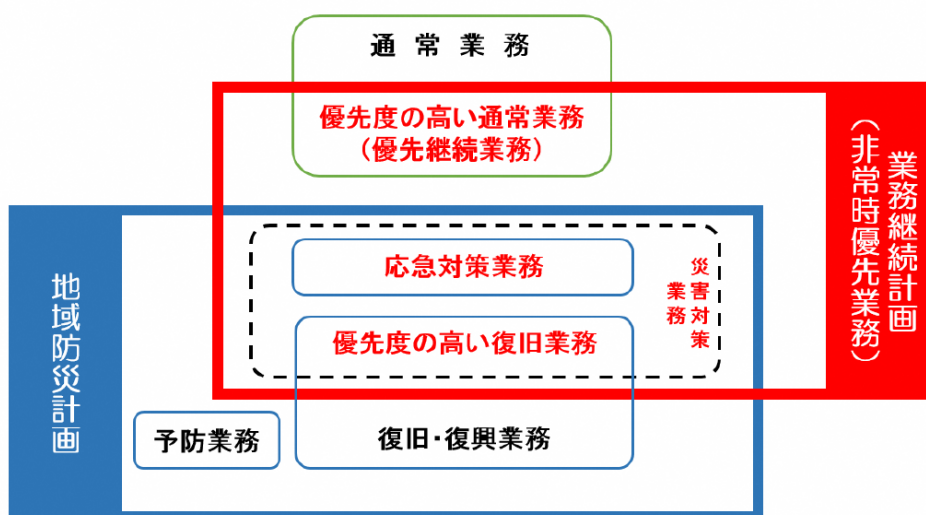 通常業務
優先度の高い通常業務
（優先継続業務）
業務継続計画
（非常時優先業務）
地域防災計画
応急対策業務
災害対策
業務
優先度の高い復旧業務
予防業務
復旧・復興業務